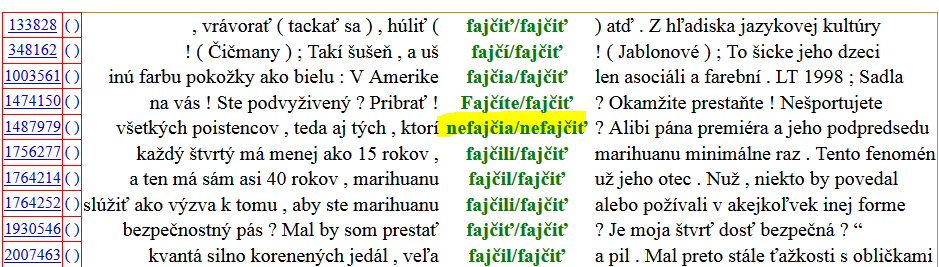 133828 ( ) , vrávorať ( tackať sa ) , húliť ( fajčiť/fajčiť ) atď . Z hľadiska jazykovej kultúry
348162 ( ) ! ( Čičmany ) ; Takí šušeň , a uš fajčí/fajčiť ! ( Jablonové ) ; To šicke jeho dzeci
1003561 ( ) inú farbu pokožky ako bielu : V Amerike fajčia/fajčiť len asociáli a farební . LT 1998 ; Sadla
1474150 ( ) na vás ! Ste podvyživený ? Pribrať ! Fajčíte/fajčiť ? Okamžite prestaňte ! Nešportujete
1487979 ( ) všetkých poistencov , teda aj tých , ktorí nefajčia/nefajčiť ? Alibi pána premiéra a jeho podpredsedu
1756277 ( ) každý štvrtý má menej ako 15 rokov , fajčili/fajčiť marihuanu minimálne raz . Tento fenomén
1764214 ( ) a ten má sám asi 40 rokov , marihuanu fajčil/fajčiť už jeho otec . Nuž , niekto by povedal
1764252 ( ) slúžiť ako výzva k tomu , aby ste marihuanu fajčili/fajčiť alebo požívali v akejkoľvek inej forme
1930546 ( ) bezpečnostný pás ? Mal by som prestať fajčiť/fajčiť ? Je moja štvrť dosť bezpečná ? “
2007463 ( ) kvantá silno korenených jedál , veľa fajčil/fajčiť a pil . Mal preto stále ťažkosti s obličkami